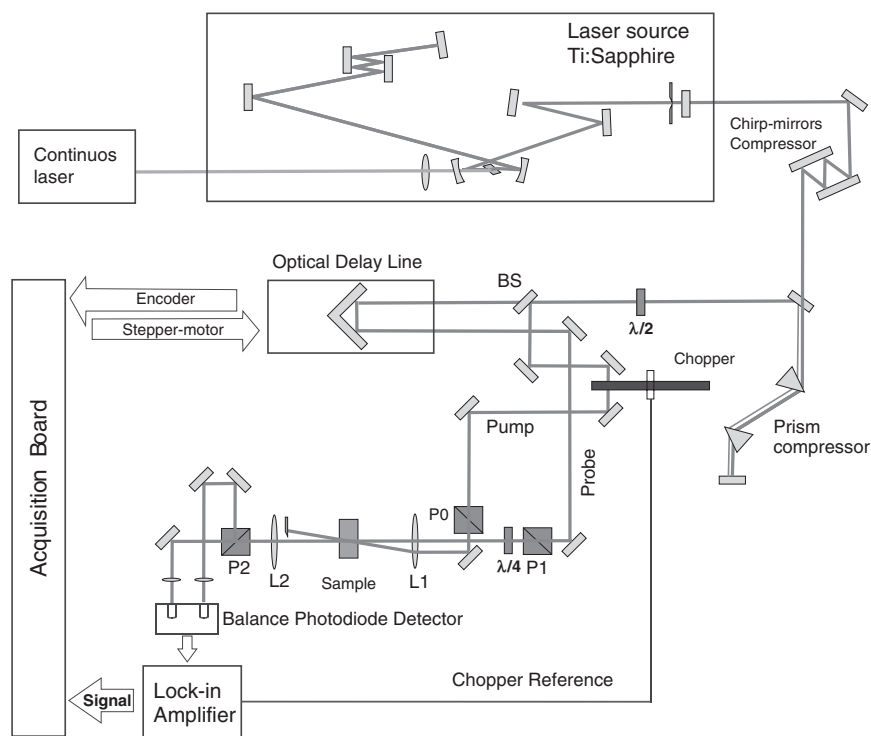 Laser source
Ti:Sapphire
Continuos
laser
Chirp-mirrors
Compressor
Optical Delay Line
BS
λ/2
Encoder
Stepper-motor
Chopper
Pump
Prism
compressor
Probe
P0
Acquisition Board
P2
L2
Sample
L1
λ/4
P1
Balance Photodiode Detector
Signal
Lock-in
Amplifier
Chopper Reference